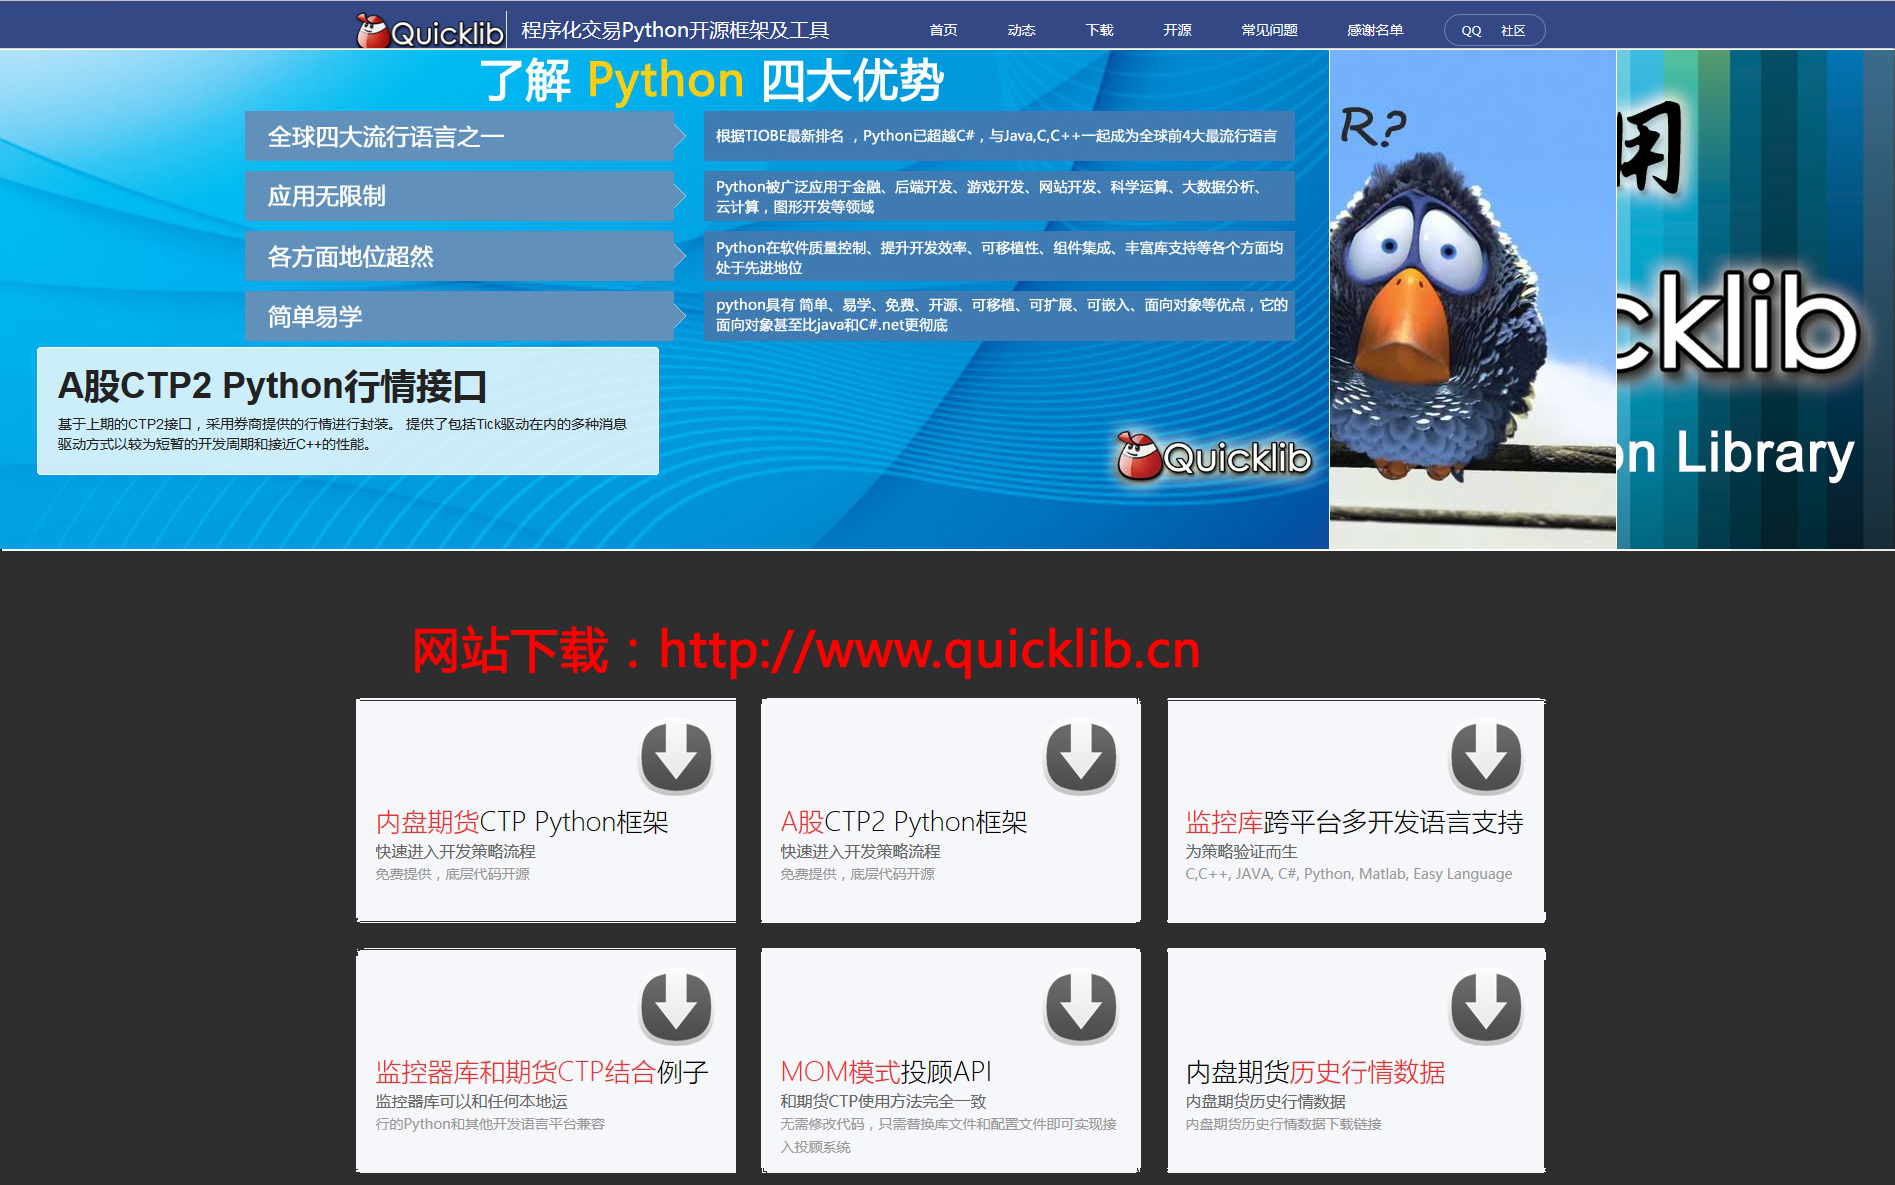 Quicklib
程序化交易Python开源框架及工具
首页 动态 下载 开源 常见问题 感谢名单 QQ 社区
了解 Python 四大优势
全球四大流行语言之一
根据TIOBE最新排名 ，Python已超越C#，与Java,C,C++一起成为全球前4大最流行语言
应用无限制
Python被广泛应用于金融、后端开发、游戏开发、网站开发、科学运算、大数据分析、
云计算，图形开发等领域
各方面地位超然
Python在软件质量控制、提升开发效率、可移植性、组件集成、丰富库支持等各个方面均
处于先进地位
简单易学
python具有 简单、易学、免费、开源、可移植、可扩展、可嵌入、面向对象等优点，它的
面向对象甚至比java和C#.net更彻底
A股CTP2 Python行情接口
基于上期的CTP2接口，采用券商提供的行情进行封装。 提供了包括Tick驱动在内的多种消息
驱动方式以较为短暂的开发周期和接近C++的性能。
Quicklib
R?
用
cklib
on Library
网站下载：http://www.quicklib.cn
内盘期货CTP Python框架
快速进入开发策略流程
免费提供，底层代码开源
A股CTP2 Python框架
快速进入开发策略流程
免费提供，底层代码开源
监控库跨平台多开发语言支持
为策略验证而生
C,C++, JAVA, C#, Python, Matlab, Easy Language
监控器库和期货CTP结合例子
监控器库可以和任何本地运
行的Python和其他开发语言平台兼容
MOM模式投顾API
和期货CTP使用方法完全一致
无需修改代码，只需替换库文件和配置文件即可实现接
入投顾系统
内盘期货历史行情数据
内盘期货历史行情数据
内盘期货历史行情数据下载链接